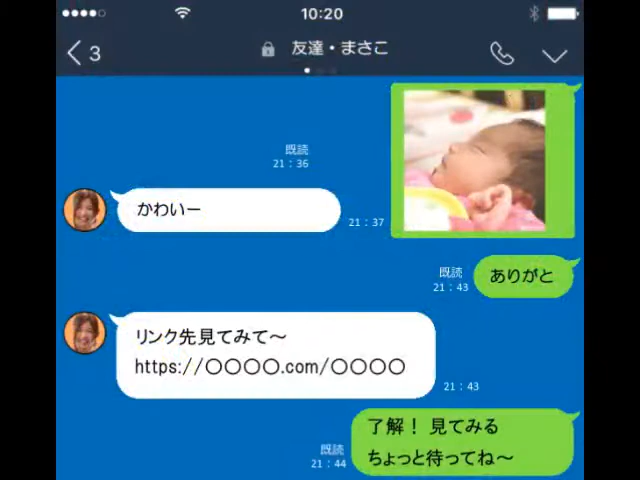 10:20
3
友達・まさこ
既読
21：36
かわいー
21：37
既読
21：43
ありがと
リンク先見てみて～
https://〇〇〇〇.com/〇〇〇〇
21：43
了解！ 見てみる
ちょっと待ってね～
既読
21：44